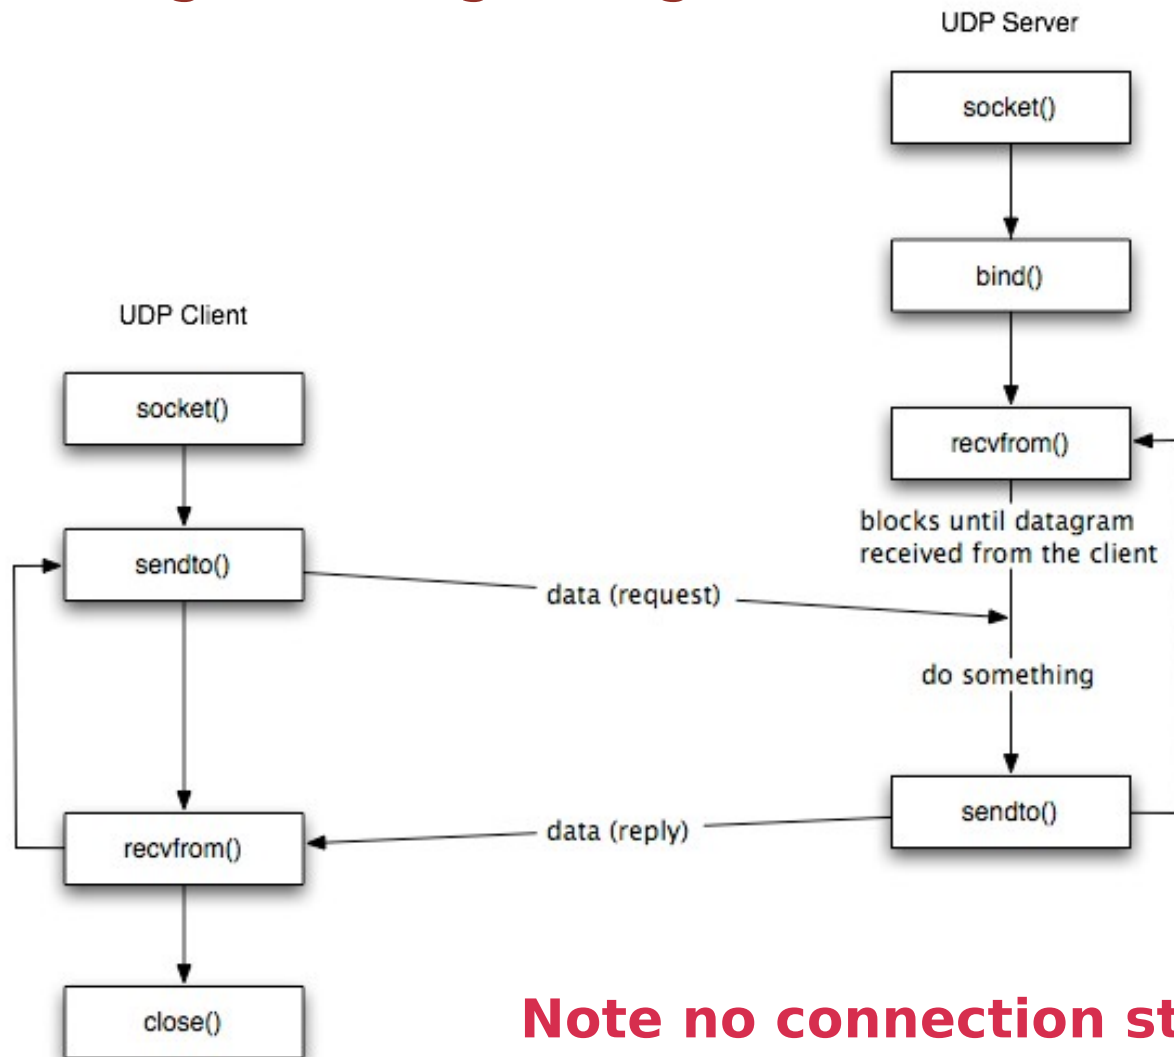 UDP Server
socket()
bind()
UDP Client
socket()
recvfrom()
blocks until datagram
received from the client
sendto()
data (request)
do something
sendto()
data (reply)
recvfrom()
close()
Note no connection